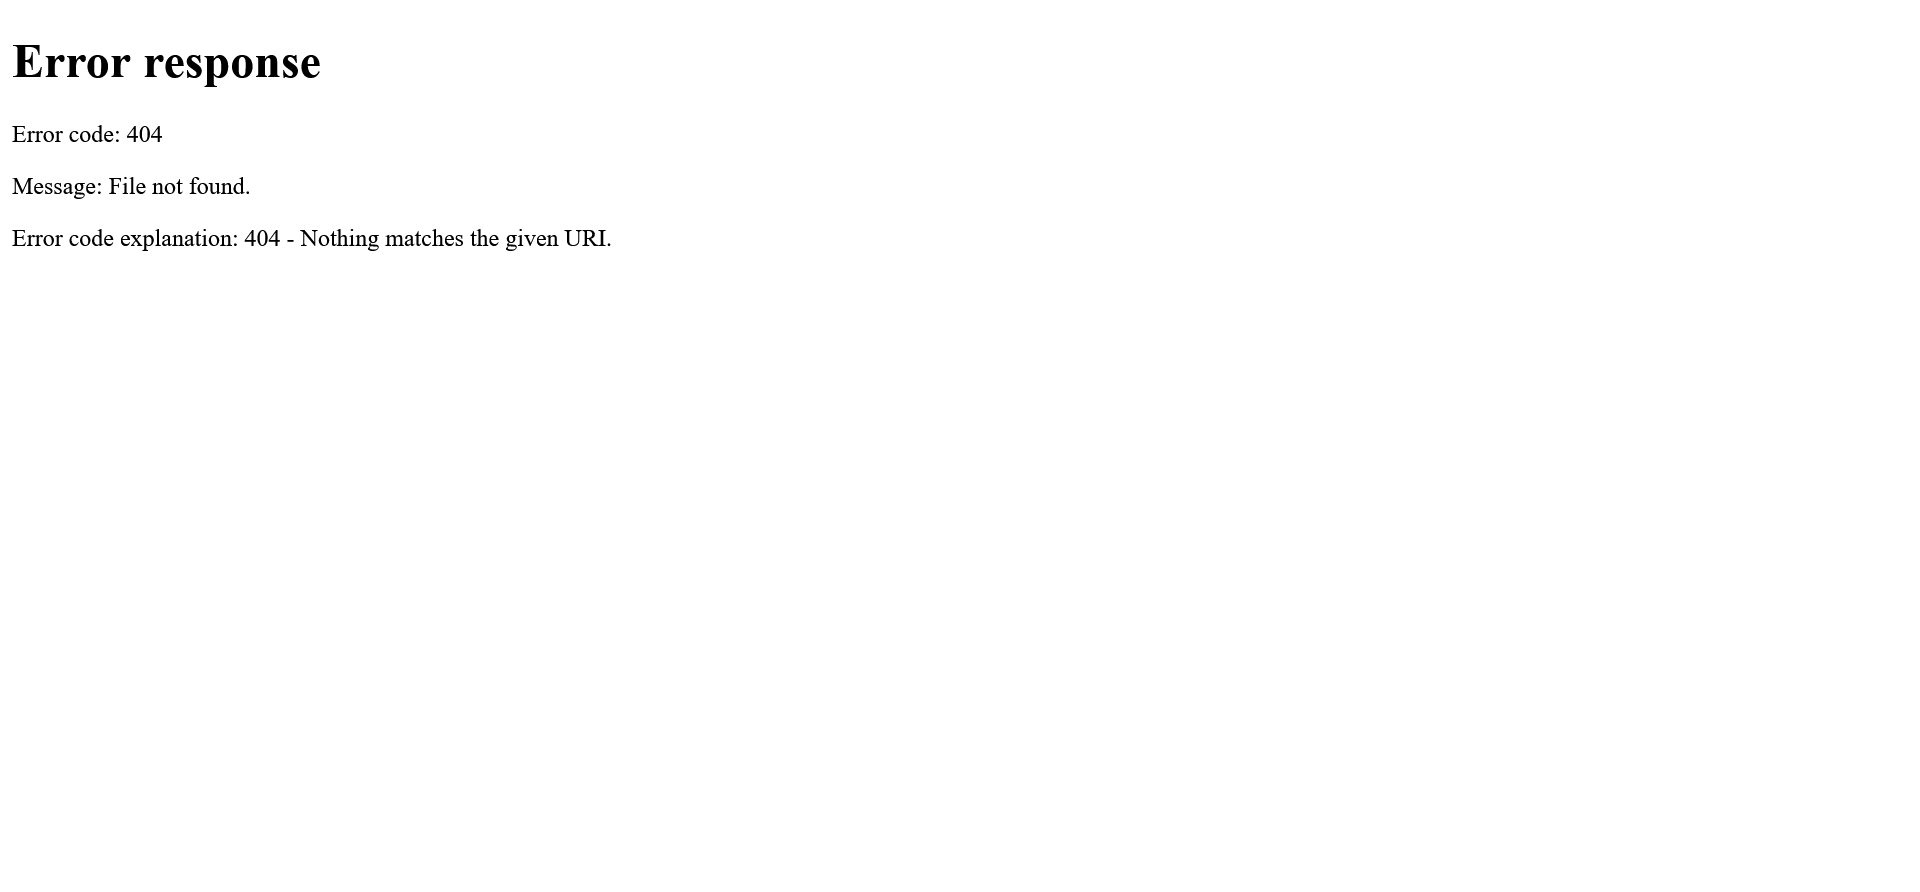 Error response
Error code: 404
Message: File not found.
Error code explanation: 404 - Nothing matches the given URI.